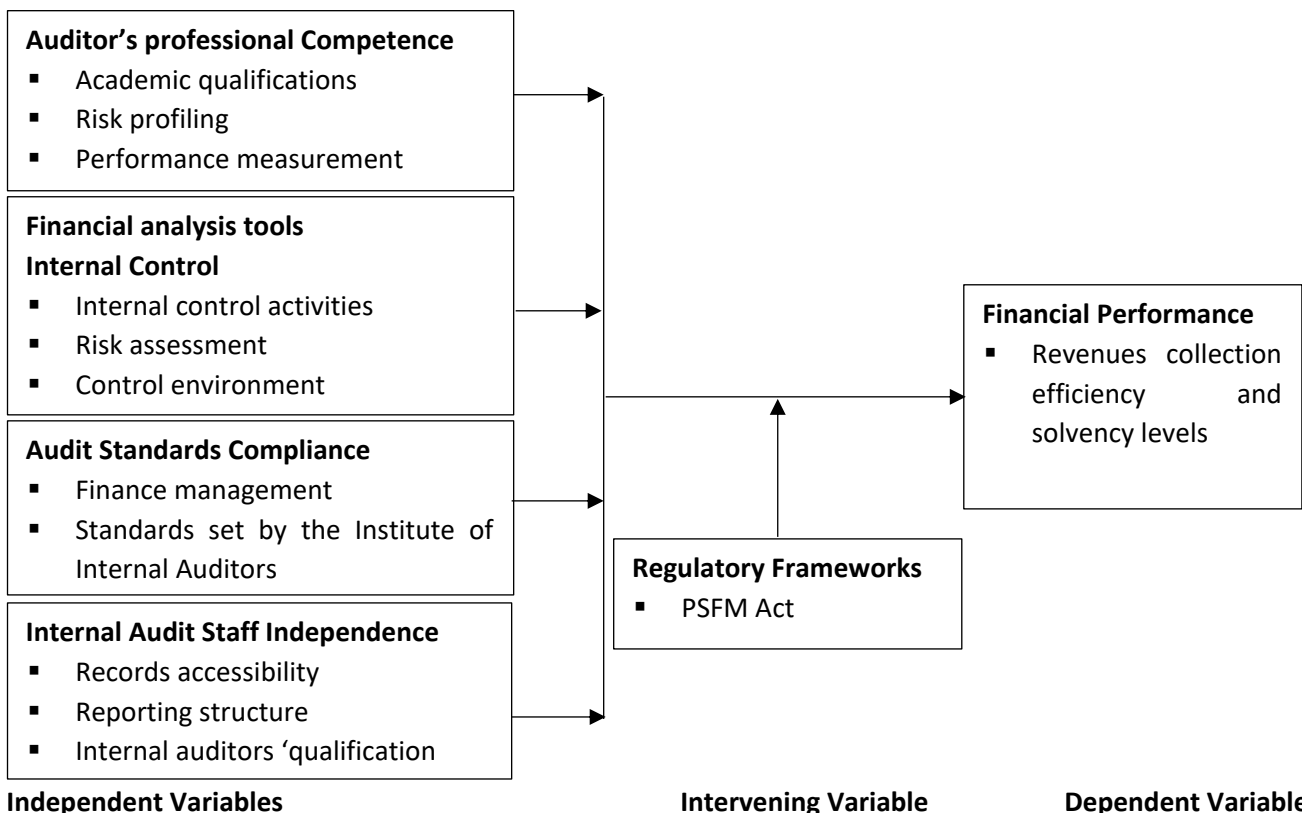 Auditor’s professional Competence
▪ Academic qualifications
▪ Risk profiling
▪ Performance measurement
Financial analysis tools
Internal Control
▪ Internal control activities
▪ Risk assessment
▪ Control environment
Audit Standards Compliance
▪ Finance management
▪ Standards set by the Institute of
Internal Auditors
Internal Audit Staff Independence
▪ Records accessibility
▪ Reporting structure
▪ Internal auditors ‘qualification
Regulatory Frameworks
▪ PSFM Act
Financial Performance
▪ Revenues collection
efficiency and
solvency levels
Independent Variables
Intervening Variable
Dependent Variable